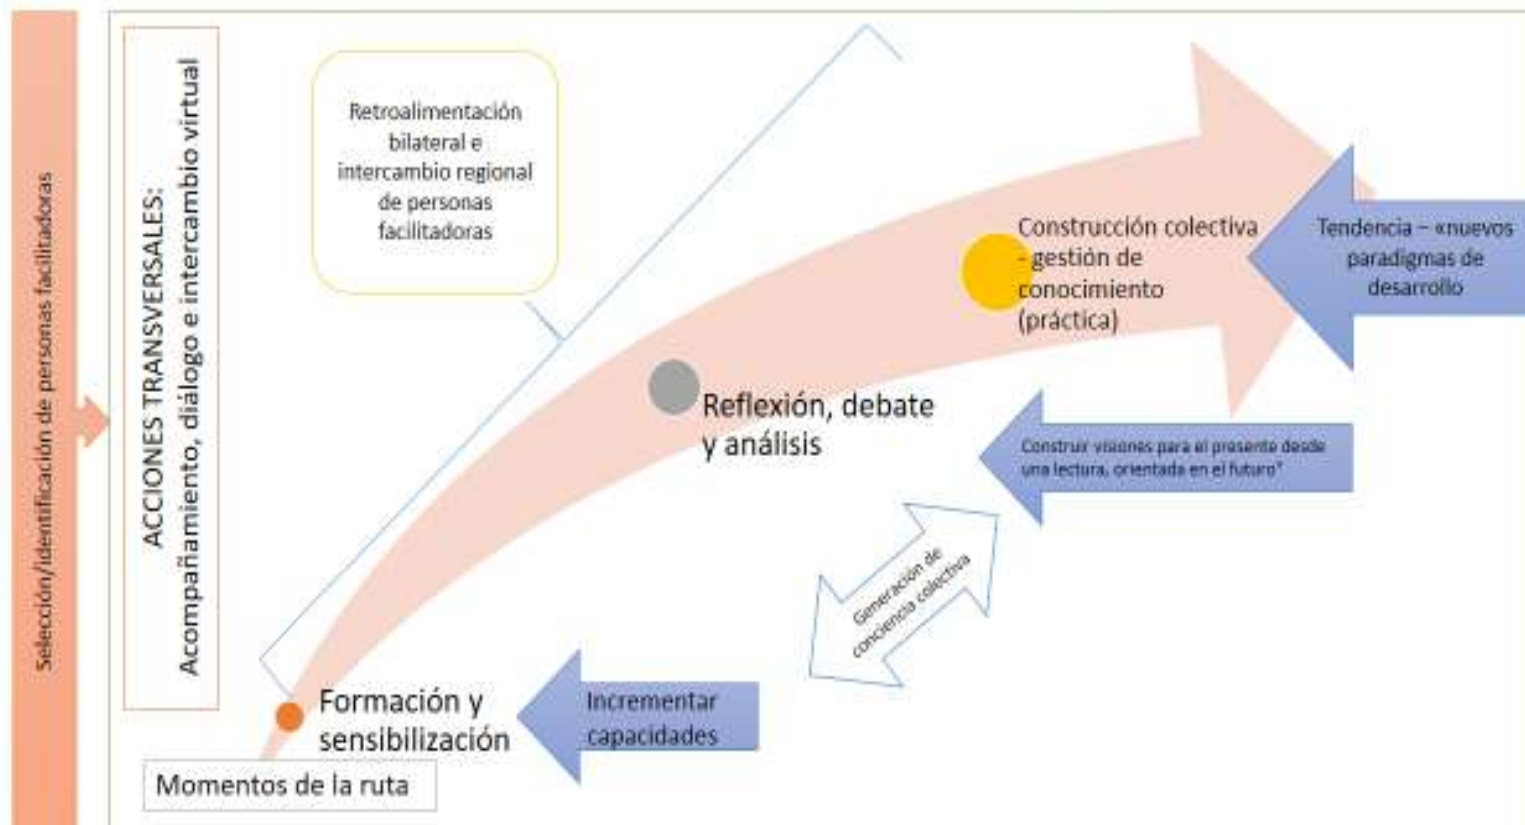 Selección/identificación de personas facilitadoras
ACCIONES TRANSVERSALES:
Acompañamiento, diálogo e intercambio virtual
Retroalimentación
bilateral e
intercambio regional
de personas
facilitadoras
Construcción colectiva
- gestión de
conocimiento
(práctica)
Tendencia – «nuevos
paradigmas de
desarrollo
Reflexión, debate
y análisis
Construir visiones para el presente desde
una lectura, orientada en el futuro"
Generación de
conciencia colectiva
Formación y
sensibilización
Incrementar
capacidades
Momentos de la ruta